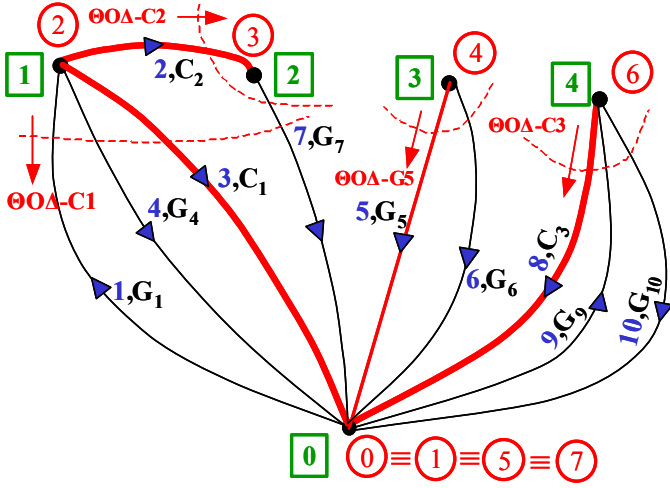 ΘΟΔ-C2
2
3
4
6
1
2
3
4
2,C2
7,G7
ΘΟΔ-C3
ΘΟΔ-C1
3,C1
ΘΟΔ-G5
4,G4
5,G5
8,C3
1,G1
6,G6
9,G9
10,G10
0
0≡1≡5≡7